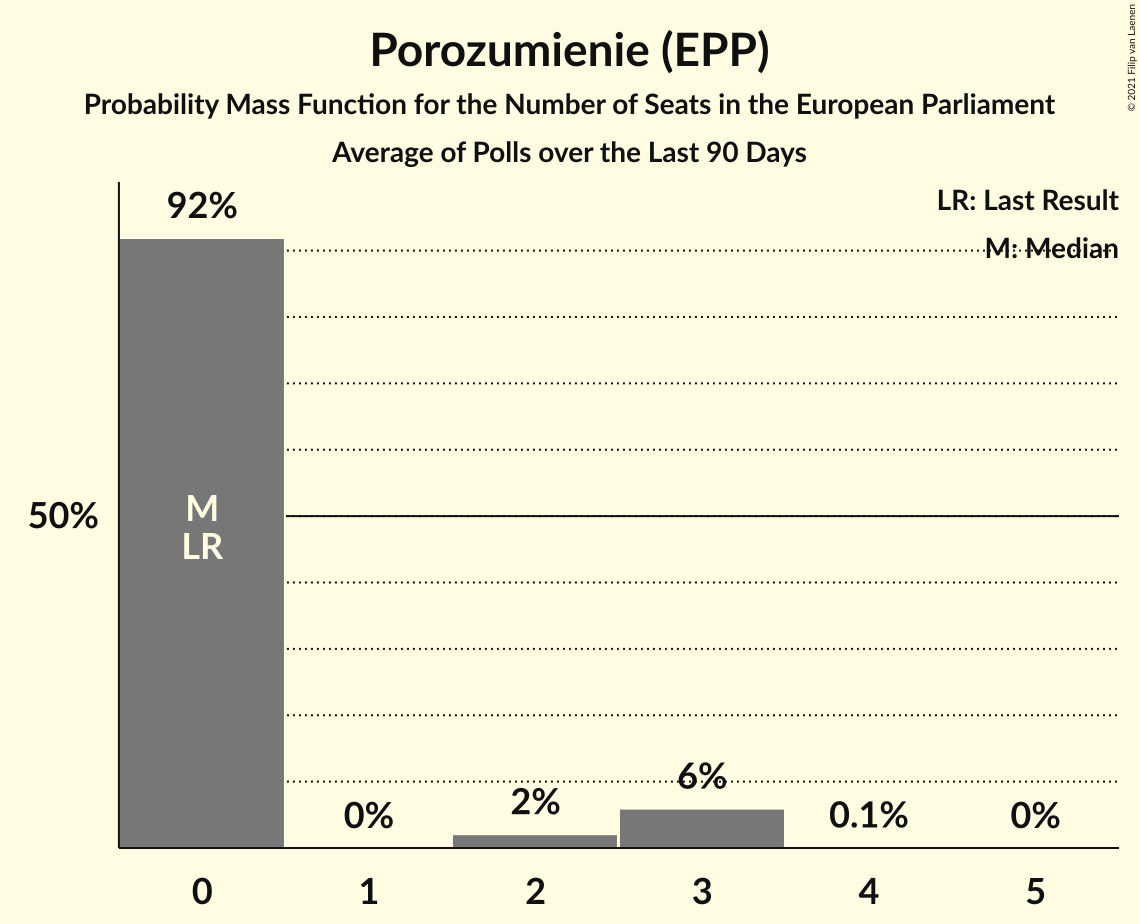 Porozumienie (EPP)
Probability Mass Function for the Number of Seats in the European Parliament
Average of Polls over the Last 90 Days
© 2021 Filip van Laenen
LR: Last Result
M: Median
92%
50%
M
LR
0%
2%
6%
0.1%
0%
0
1
2
3
4
5